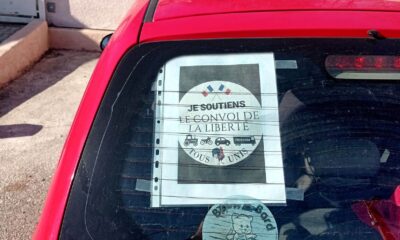 JE SOUTIENS
LE CONVOI DE
LA LIBERTÉ
TOUS UNIS